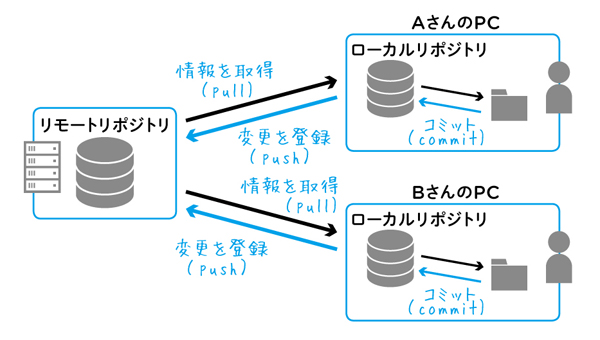 AさんのPC
ローカルリポジトリ
情報を取得
(pull)
コミット
(commit)
リモートリポジトリ
変更を登録
(push)
情報を取得
(pull)
BさんのPC
ローカルリポジトリ
変更を登録
(push)
コミット
(commit)